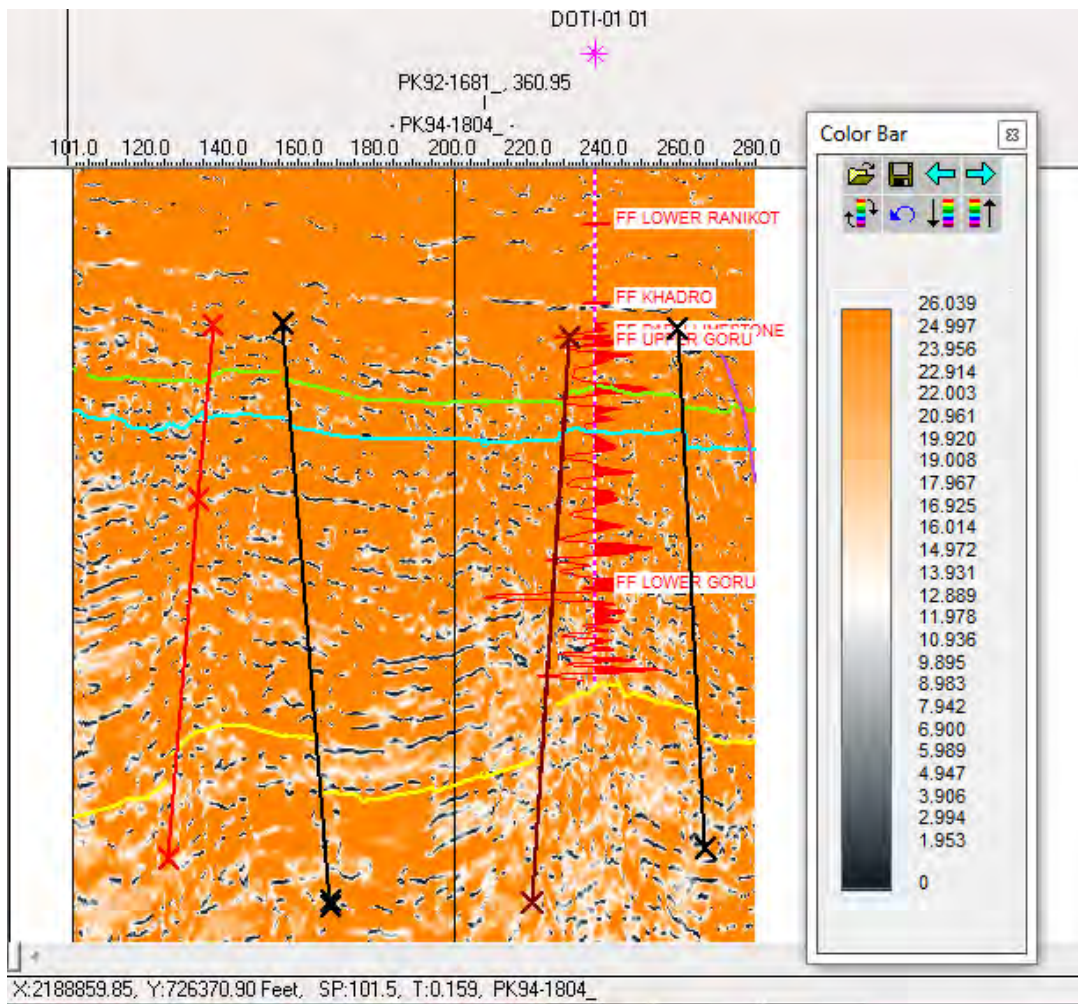 DOTI-01 01
PK92-1681_, 360.95
- PK94-1804_ -
101.0 120.0 140.0 160.0 180.0 200.0 220.0 240.0 260.0 280.0
Color Bar
FF LOWER RANIKOT
FF KHADRO
LIMESTONE
FF UPPER GORU
FF LOWER GORU
26.039
24.997
23.956
22.914
22.003
20.961
19.920
19.008
17.967
16.925
16.014
14.972
13.931
12.889
11.978
10.936
9.895
8.983
7.942
6.900
5.989
4.947
3.906
2.994
1.953
0
X:2188859.85, Y:726370.90 Feet, SP:101.5, T:0.159, PK94-1804_